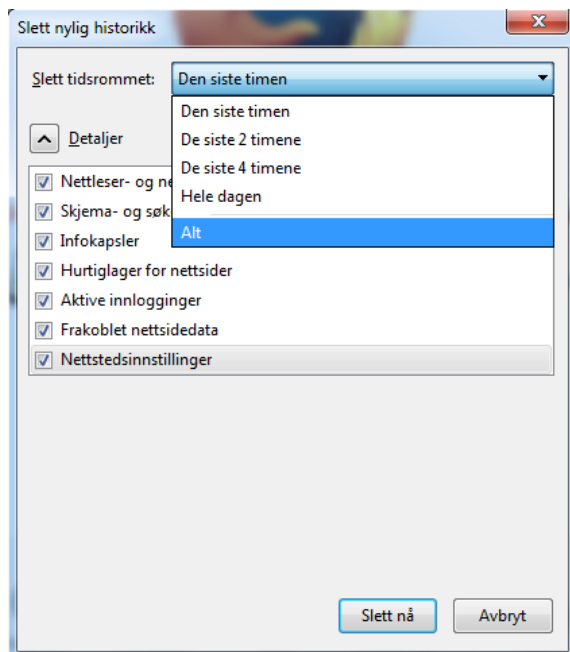 Slett nylig historikk
Slett tidsrommet: Den siste timen
Den siste timen
De siste 2 timene
De siste 4 timene
Hele dagen
Alt
Detaljer
Nettleser- og
Skjema- og søk
Infokapsler
Hurtiglager for nettsider
Aktive innlogginger
Frakoblet nettsidedata
Nettstedsinnstillinger
Slett nå Avbryt